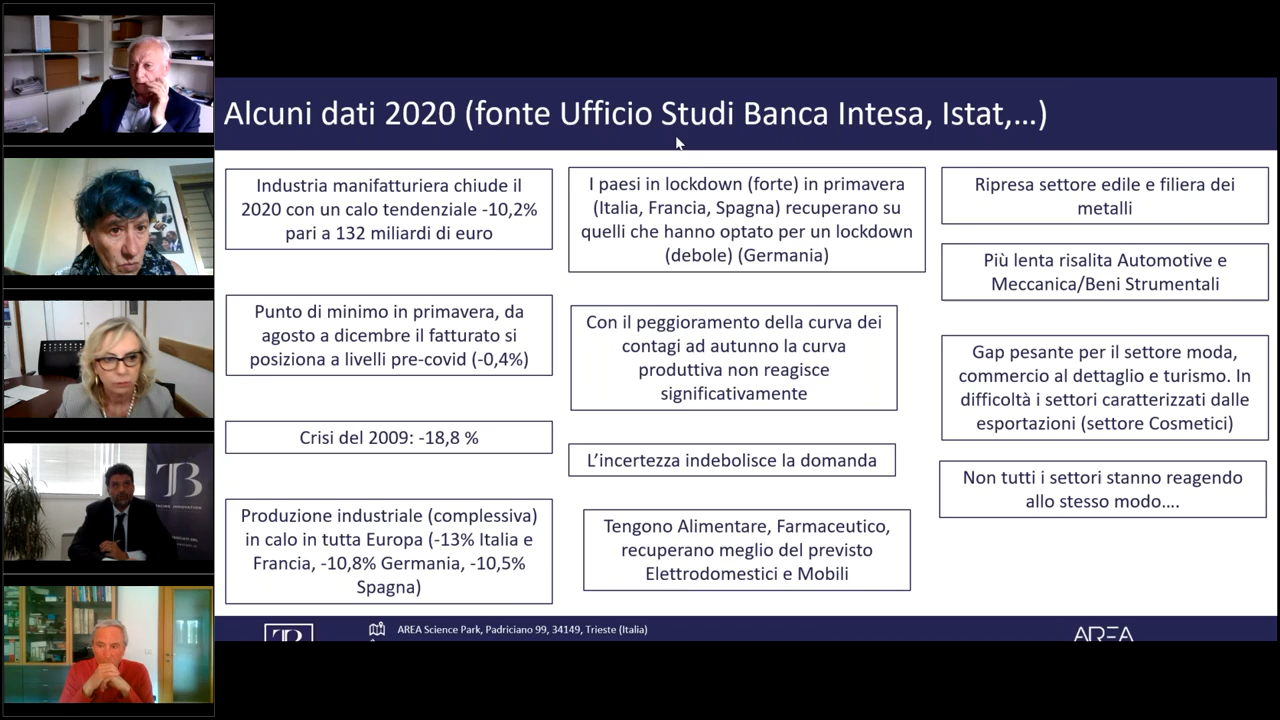 Alcuni dati 2020 (fonte Ufficio Studi Banca Intesa, Istat,...)
Industria manifatturiera chiude il
2020 con un calo tendenziale -10,2%
pari a 132 miliardi di euro
Punto di minimo in primavera, da
agosto a dicembre il fatturato si
posiziona a livelli pre-covid (-0,4%)
Crisi del 2009: -18,8 %
Produzione industriale (complessiva)
in calo in tutta Europa (-13% Italia e
Francia, -10,8% Germania, -10,5%
Spagna)
I paesi in lockdown (forte) in primavera
(Italia, Francia, Spagna) recuperano su
quelli che hanno optato per un lockdown
(debole) (Germania)
Con il peggioramento della curva dei
contagi ad autunno la curva
produttiva non reagisce
significativamente
L'incertezza indebolisce la domanda
Tengono Alimentare, Farmaceutico,
recuperano meglio del previsto
Elettrodomestici e Mobili
Ripresa settore edile e filiera dei
metalli
Più lenta risalita Automotive e
Meccanica/Beni Strumentali
Gap pesante per il settore moda,
commercio al dettaglio e turismo. In
difficoltà i settori caratterizzati dalle
esportazioni (settore Cosmetici)
Non tutti i settori stanno reagendo
allo stesso modo....
AREA Science Park, Padriciano 99, 34149, Trieste (Italia)
AREA
TB